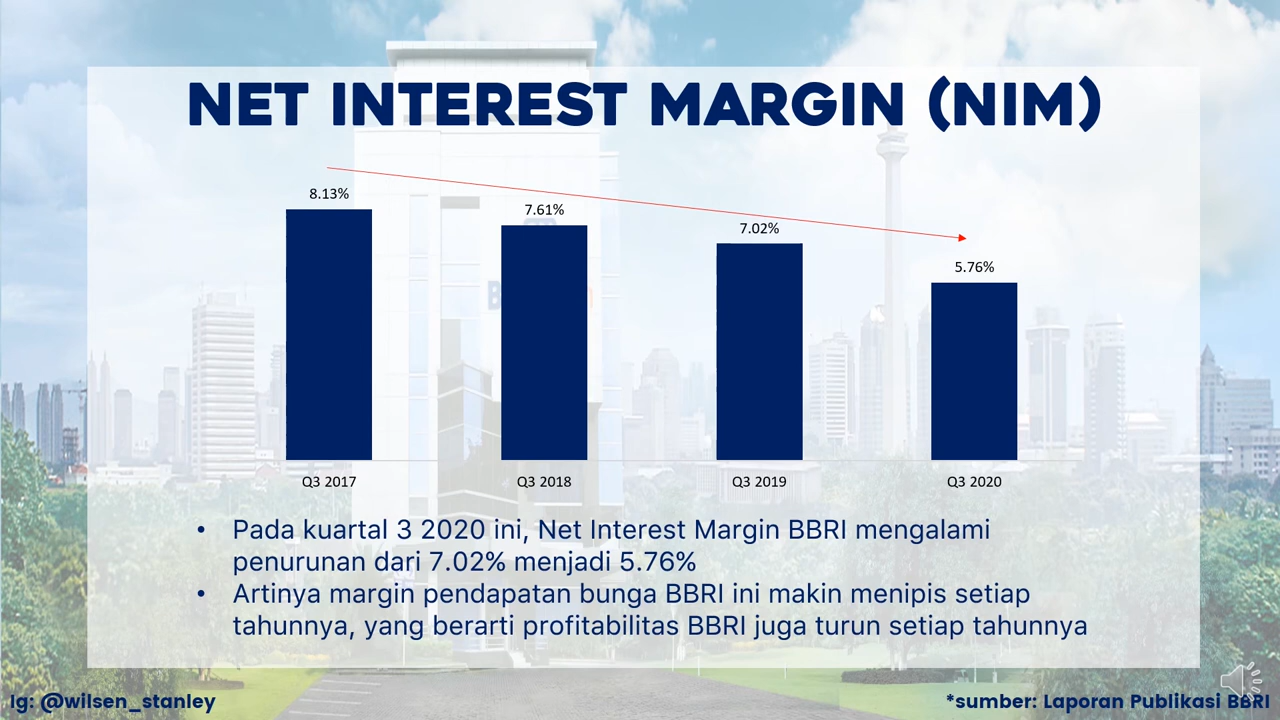 NET INTEREST MARGIN (NIM)
8.13%
7.61%
7.02%
5.76%
Q3 2017
Q3 2018
Q3 2019
Q3 2020
• Pada kuartal 3 2020 ini, Net Interest Margin BBRI mengalami
penurunan dari 7.02% menjadi 5.76%
• Artinya margin pendapatan bunga BBRI ini makin menipis setiap
tahunnya, yang berarti profitabilitas BBRI juga turun setiap tahunnya
Ig: @wilsen_stanley
*sumber: Laporan Publikasi BBRI